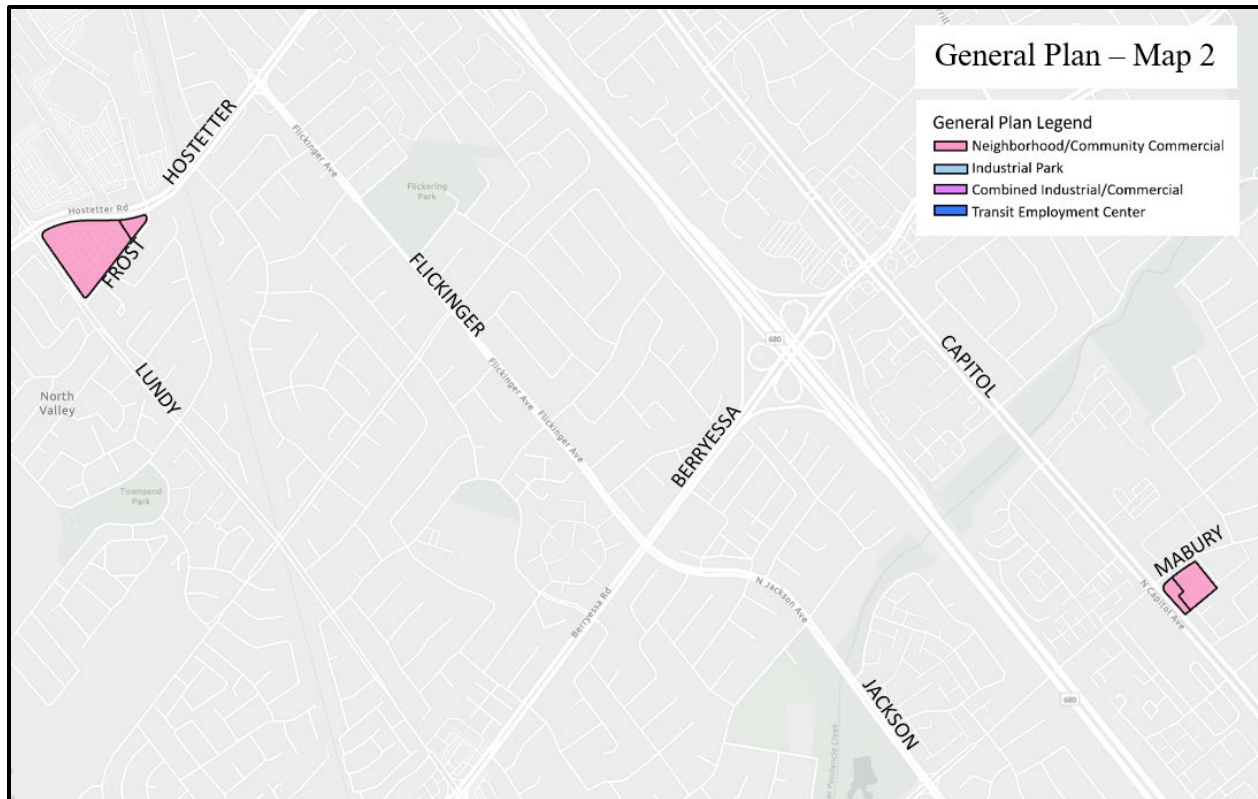 General Plan – Map 2
General Plan Legend
Neighborhood/Community Commercial
Industrial Park
Combined Industrial/Commercial
Transit Employment Center
HOSTETTER
Flickinger Ave
Flickering
Park
Hostetter Rd
FROST
FLICKINGER
680
CAPITOL
LUNDY
North
Valley
Flickinger Ave
Flickinger Ave
BERRYESSA
Townsend
Park
MABURY
N Capitol Ave
N Jackson Ave
Berryessa Rd
JACKSON
680
Penitencia Creek